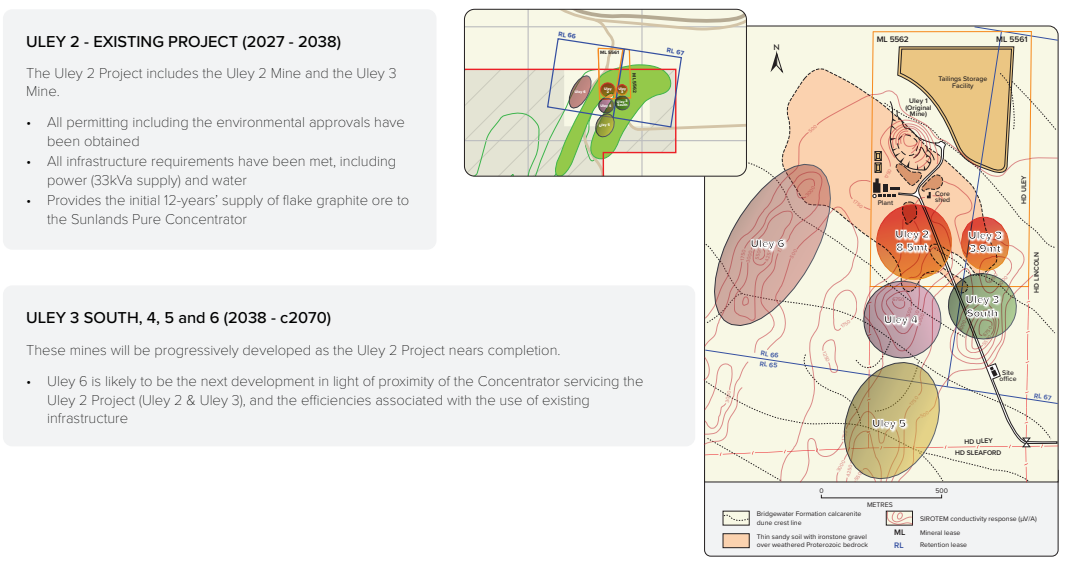 ULEY 2 - EXISTING PROJECT (2027 - 2038)
The Uley 2 Project includes the Uley 2 Mine and the Uley 3
Mine.
• All permitting including the environmental approvals have
been obtained
• All infrastructure requirements have been met, including
power (33kVa supply) and water
• Provides the initial 12-years' supply of flake graphite ore to
the Sunlands Pure Concentrator
ULEY 3 SOUTH, 4, 5 and 6 (2038 - c2070)
These mines will be progressively developed as the Uley 2 Project nears completion.
• Uley 6 is likely to be the next development in light of proximity of the Concentrator servicing the
Uley 2 Project (Uley 2 & Uley 3), and the efficiencies associated with the use of existing
infrastructure
RL 66
ML 5561
RL 67
ML 5562
Uley 6
ML 5562
ML 5561
N
Tailings Storage
Facility
Uley 1
(Original
Mine)
HD ULEY
HD LINCOLN
Plant
Core
shed
Uley 2
8.5mt
Uley 3
3.9mt
Uley 6
Uley 4
Uley 3
South
RL 66
RL 65
Site
office
RL 67
Uley 5
HD ULEY
HD SLEAFORD
0
500
METRES
Bridgewater Formation calcarenite
dune crest line
Thin sandy soil with ironstone gravel
over weathered Proterozoic bedrock
SIROTEM conductivity response (µV/A)
ML Mineral lease
RL Retention lease